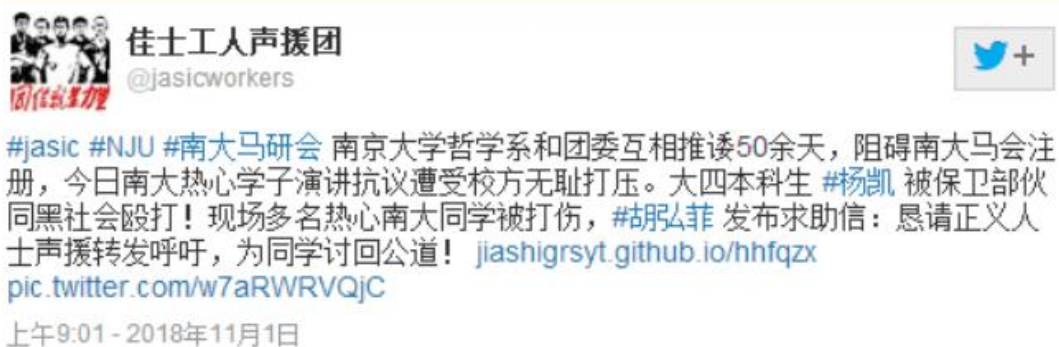 佳士工人声援团
@jasicworkers
#jasic #NJU #南大马研会 南京大学哲学系和团委互相推诿50余天，阻碍南大马会注
册，今日南大热心学子演讲抗议遭受校方无耻打压。大四本科生 #杨凯 被保卫部伙
同黑社会殴打！现场多名热心南大同学被打伤，#胡弘菲 发布求助信：恳请正义人
士声援转发呼吁，为同学讨回公道！ jiashigrsyt.github.io/hhfqzx
pic.twitter.com/w7aRWRVQjC
上午9:01 - 2018年11月1日